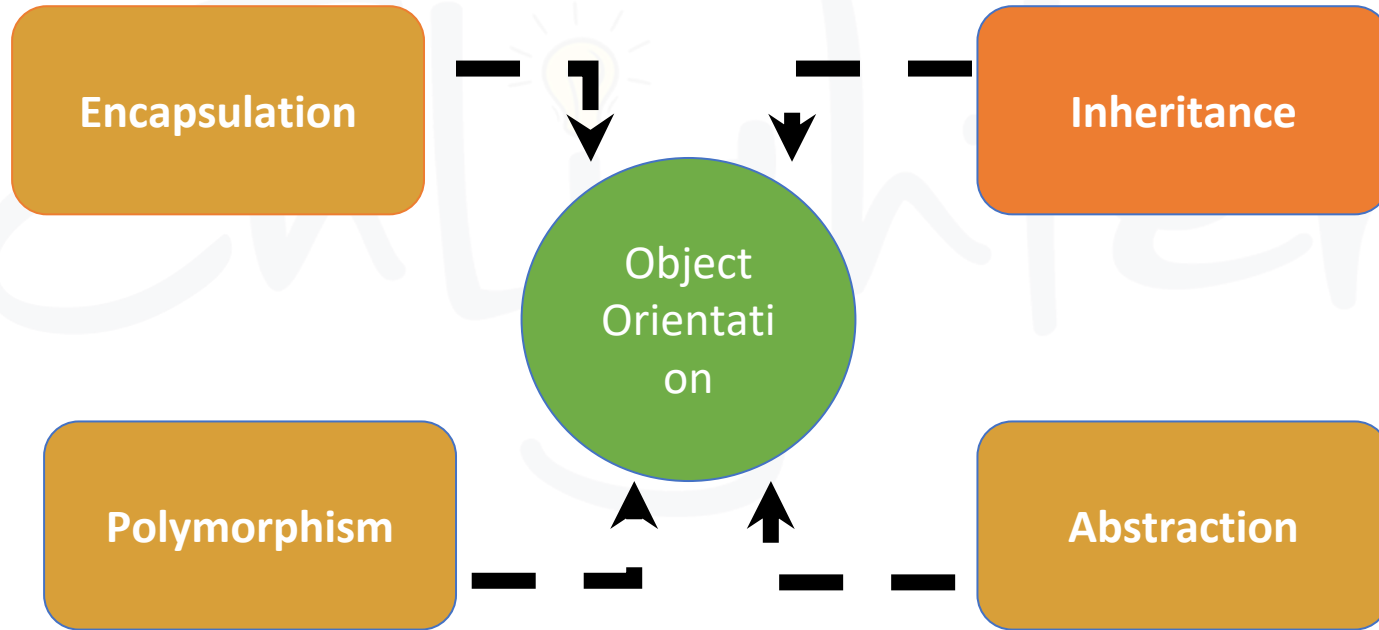 Encapsulation
Inheritance
Object
Orientati
on
Polymorphism
Abstraction